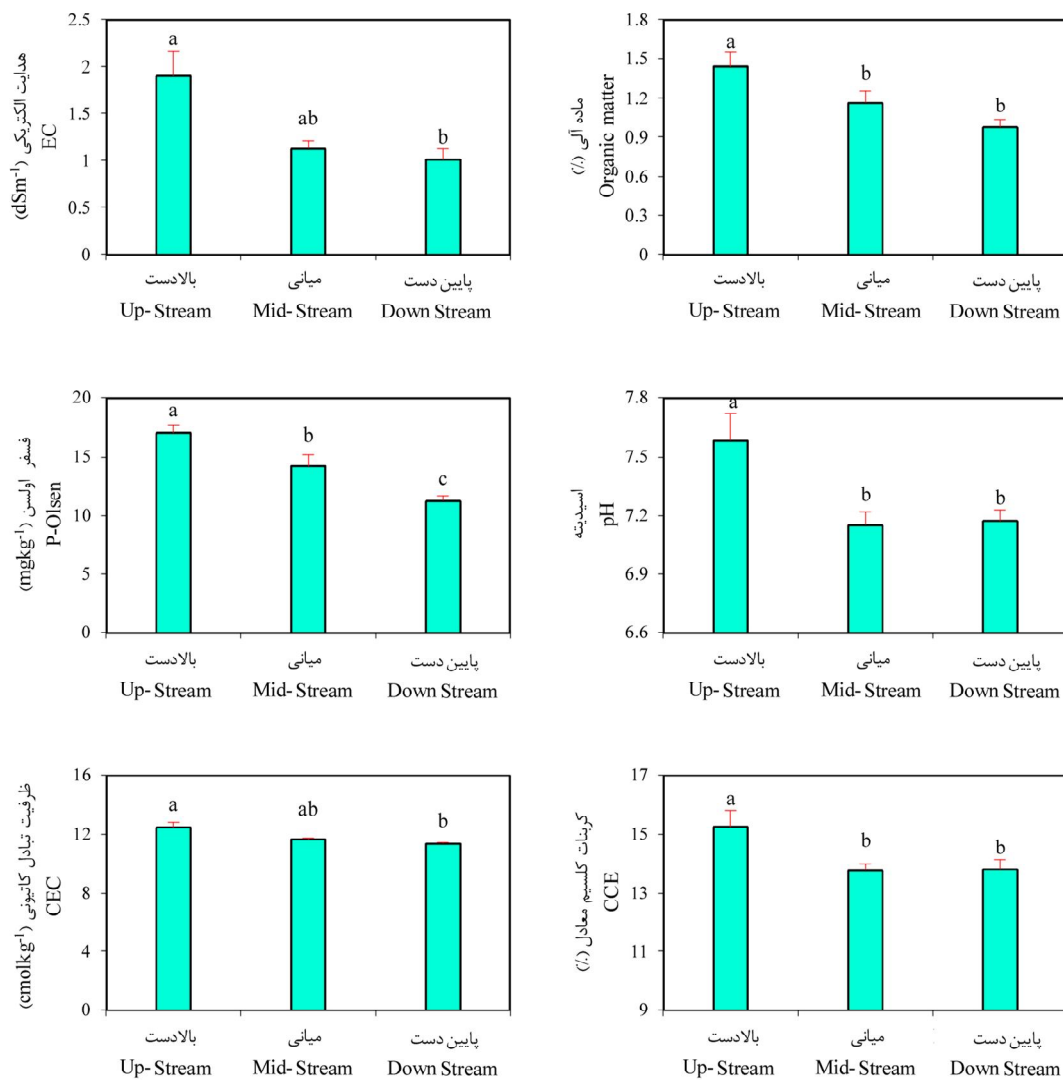 هدایت الکتریکی (dSm-1)
EC
2.5
2
1.5
1
0.5
0
a
ab
b
بالادست
میانی
پایین دست
Up-Stream
Mid-Stream
Down Stream
ماده آلی (٪)
Organic matter
1.8
1.5
1.2
0.9
0.6
0.3
0
a
b
b
بالادست
میانی
پایین دست
Up-Stream
Mid-Stream
Down Stream
فسفر اولسن (mgkg-1)
P-Olsen
20
15
10
5
0
a
b
c
بالادست
میانی
پایین دست
Up-Stream
Mid-Stream
Down Stream
اسیدیته
pH
7.8
7.5
7.2
6.9
6.6
a
b
b
بالادست
میانی
پایین دست
Up-Stream
Mid-Stream
Down Stream
ظرفیت تبادل کاتیونی (cmolkg-1)
CEC
16
12
8
4
0
a
ab
b
بالادست
میانی
پایین دست
Up-Stream
Mid-Stream
Down Stream
کربنات کلسیم معادل (٪)
CCE
17
15
13
11
9
a
b
b
بالادست
میانی
پایین دست
Up-Stream
Mid-Stream
Down Stream